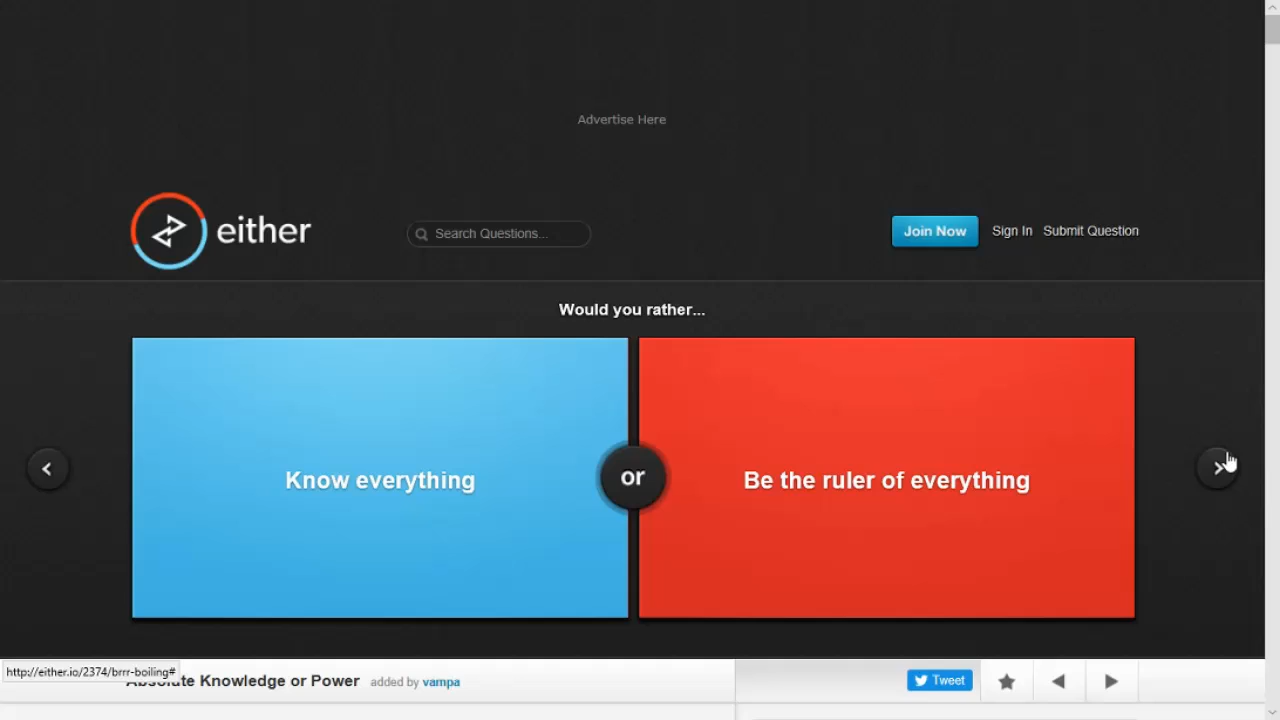 Advertise Here
either
Search Questions...
Join Now
Sign In
Submit Question
Would you rather...
Know everything
or
Be the ruler of everything
http://either.io/2374/brrr-boiling#
Absolute Knowledge or Power
added by vampa
Tweet